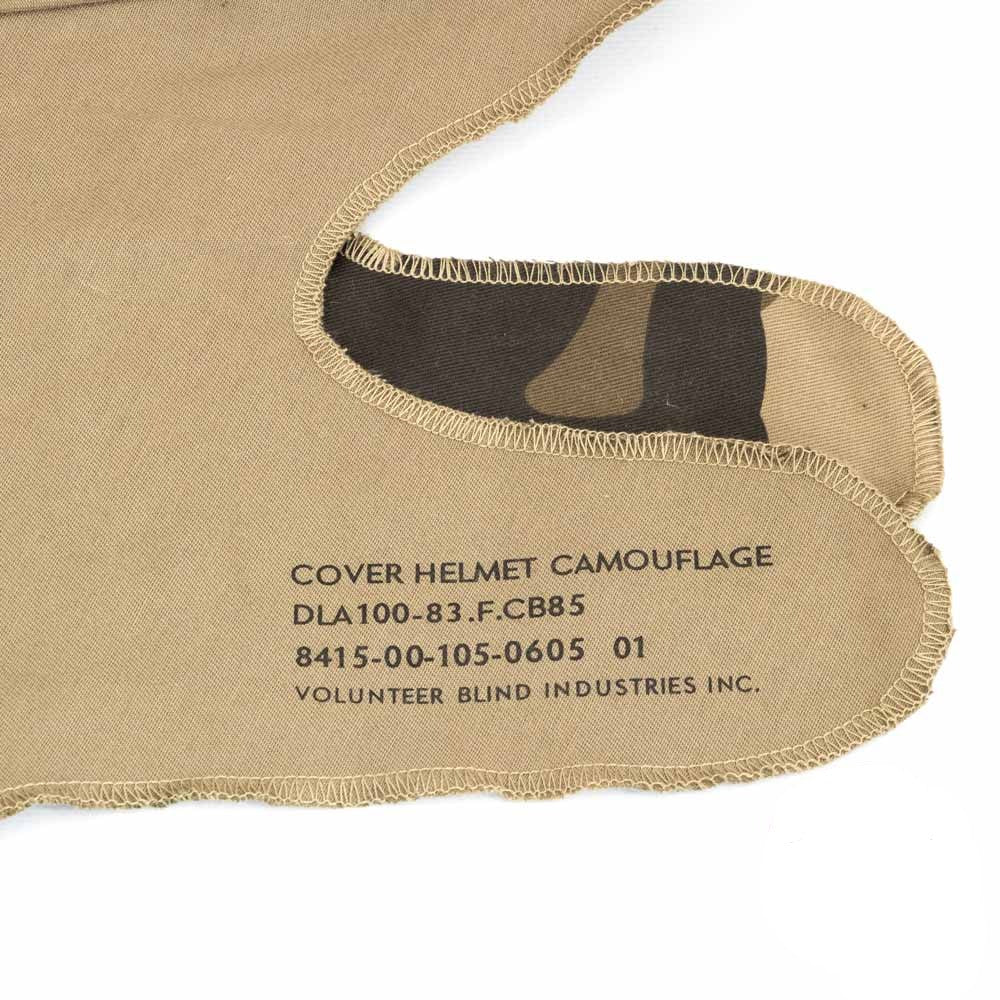 COVER HELMET CAMOUFLAGE
DLA100-83.F.CB85
8415-00-105-0605 01
VOLUNTEER BLIND INDUSTRIES INC.